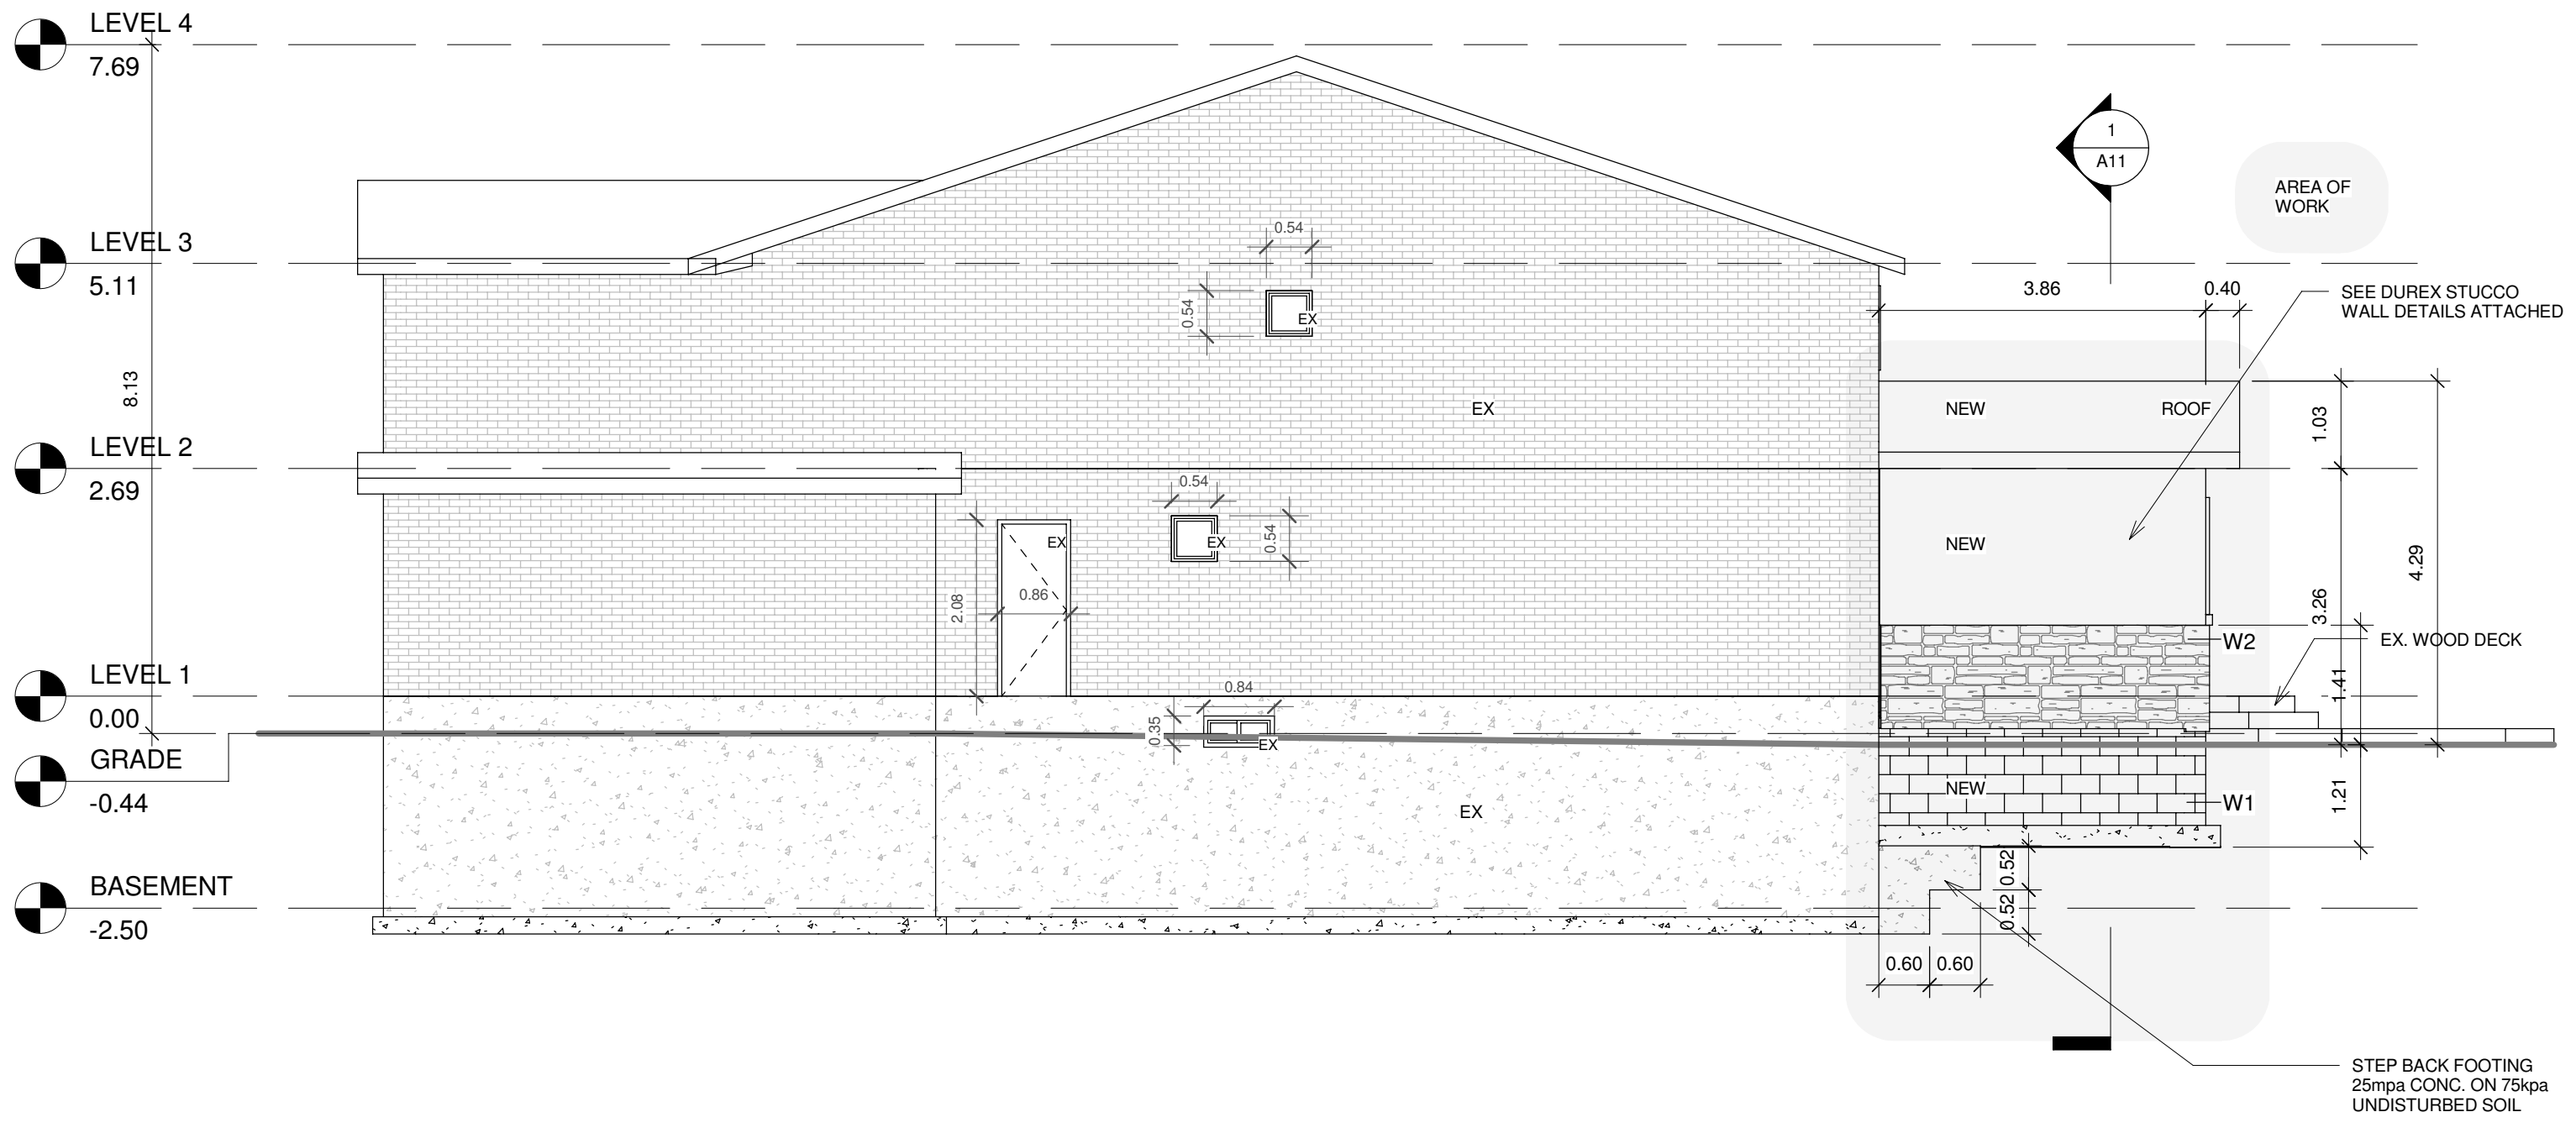 LEVEL 4
7.69
LEVEL 3
5.11
8.13
LEVEL 2
2.69
LEVEL 1
0.00
GRADE
-0.44
BASEMENT
-2.50
0.54
0.54
EX
EX
0.54
0.54
EX
EX
2.08
0.86
0.84
0.35
EX
EX
1
A11
AREA OF
WORK
3.86
0.40
SEE DUREX STUCCO
WALL DETAILS ATTACHED
NEW
ROOF
1.03
NEW
4.29
3.26
W2
EX. WOOD DECK
1.41
NEW
W1
1.21
0.52
0.52
0.60
0.60
STEP BACK FOOTING
25mpa CONC. ON 75kpa
UNDISTURBED SOIL